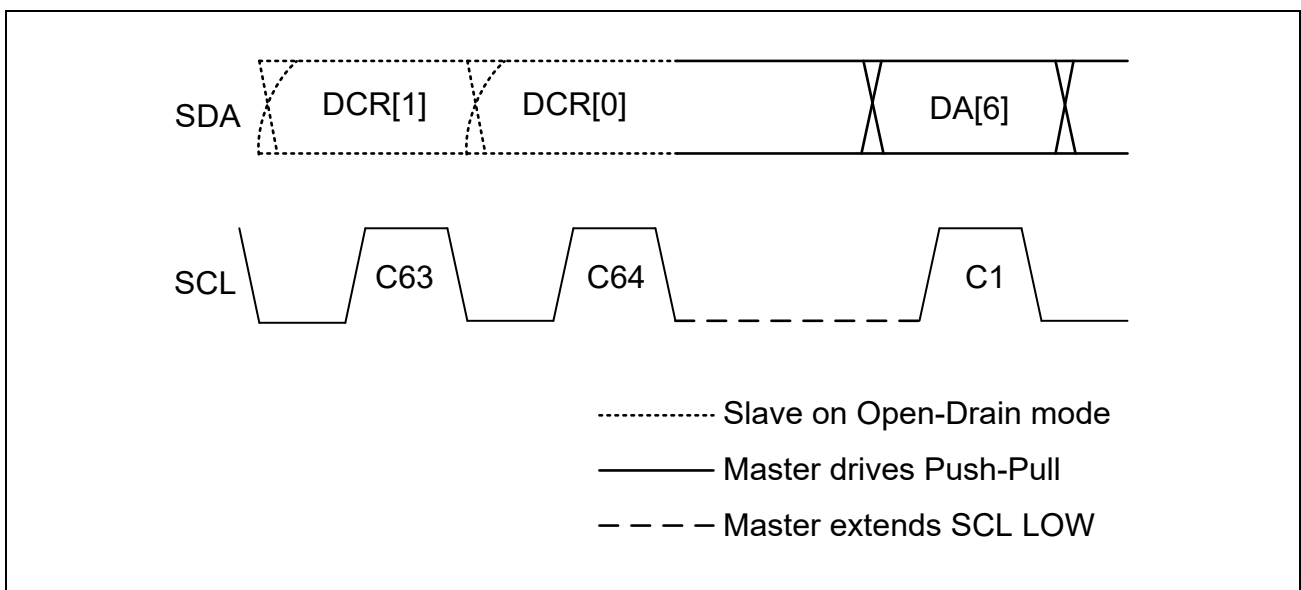 SDA DCR[1] DCR[0] DA[6]
SCL C63 C64 C1
Slave on Open-Drain mode
Master drives Push-Pull
Master extends SCL LOW